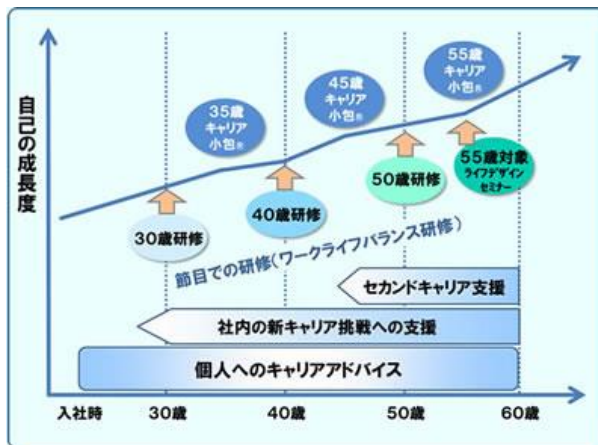 自己の成長度
35歳
キャリア
小包®
45歳
キャリア
小包®
55歳
キャリア
小包®
30歳研修
40歳研修
50歳研修
55歳対象
ライフデザイン
セミナー
節目での研修(ワークライフバランス研修)
セカンドキャリア支援
社内の新キャリア挑戦への支援
個人へのキャリアアドバイス
入社時 30歳 40歳 50歳 60歳